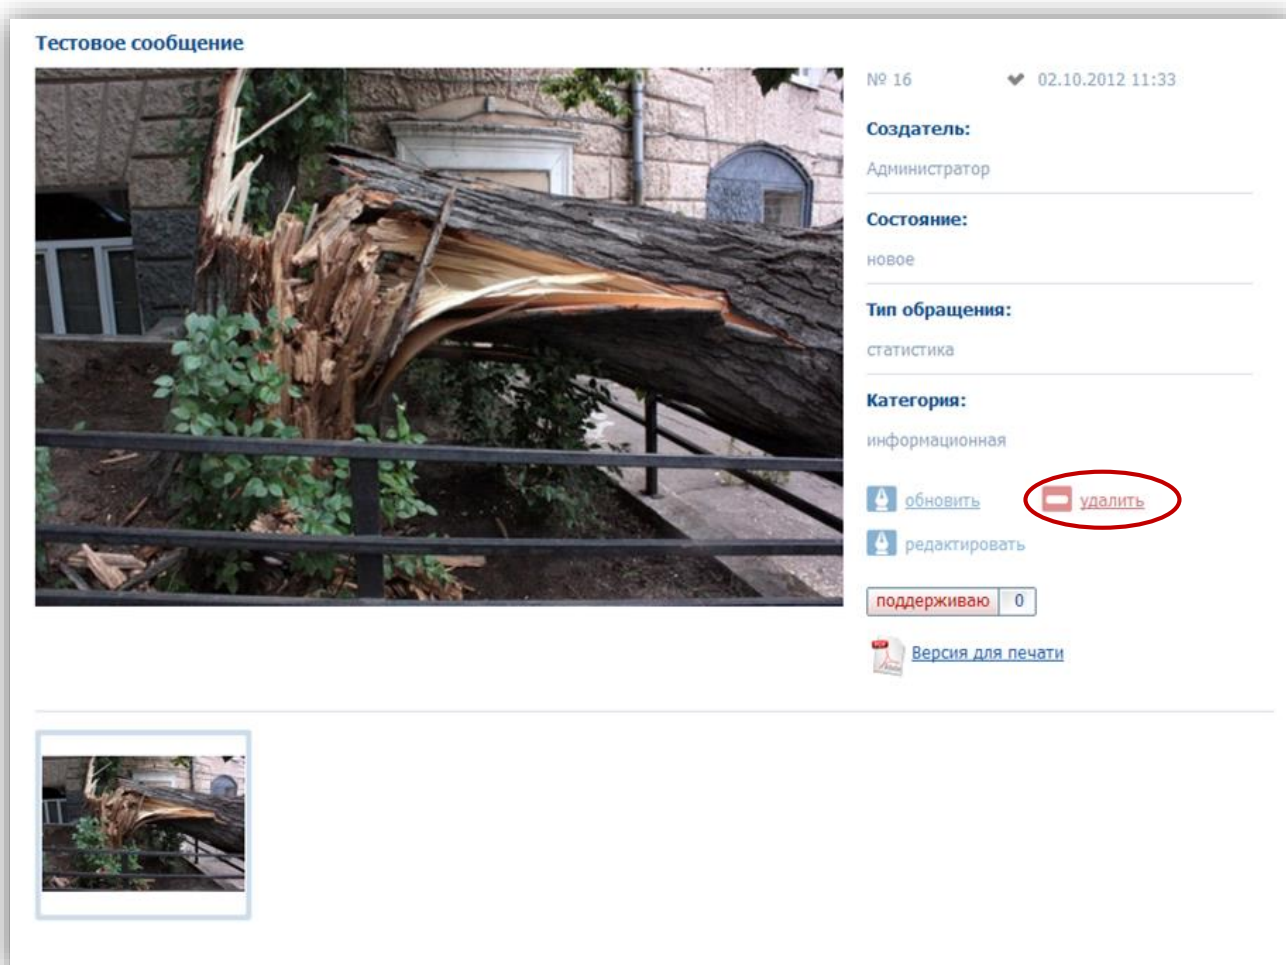 Тестовое сообщение
№ 16 02.10.2012 11:33
Создатель:
Администратор
Состояние:
новое
Тип обращения:
статистика
Категория:
информационная
обновить удалить
редактировать
поддерживаю 0
Версия для печати